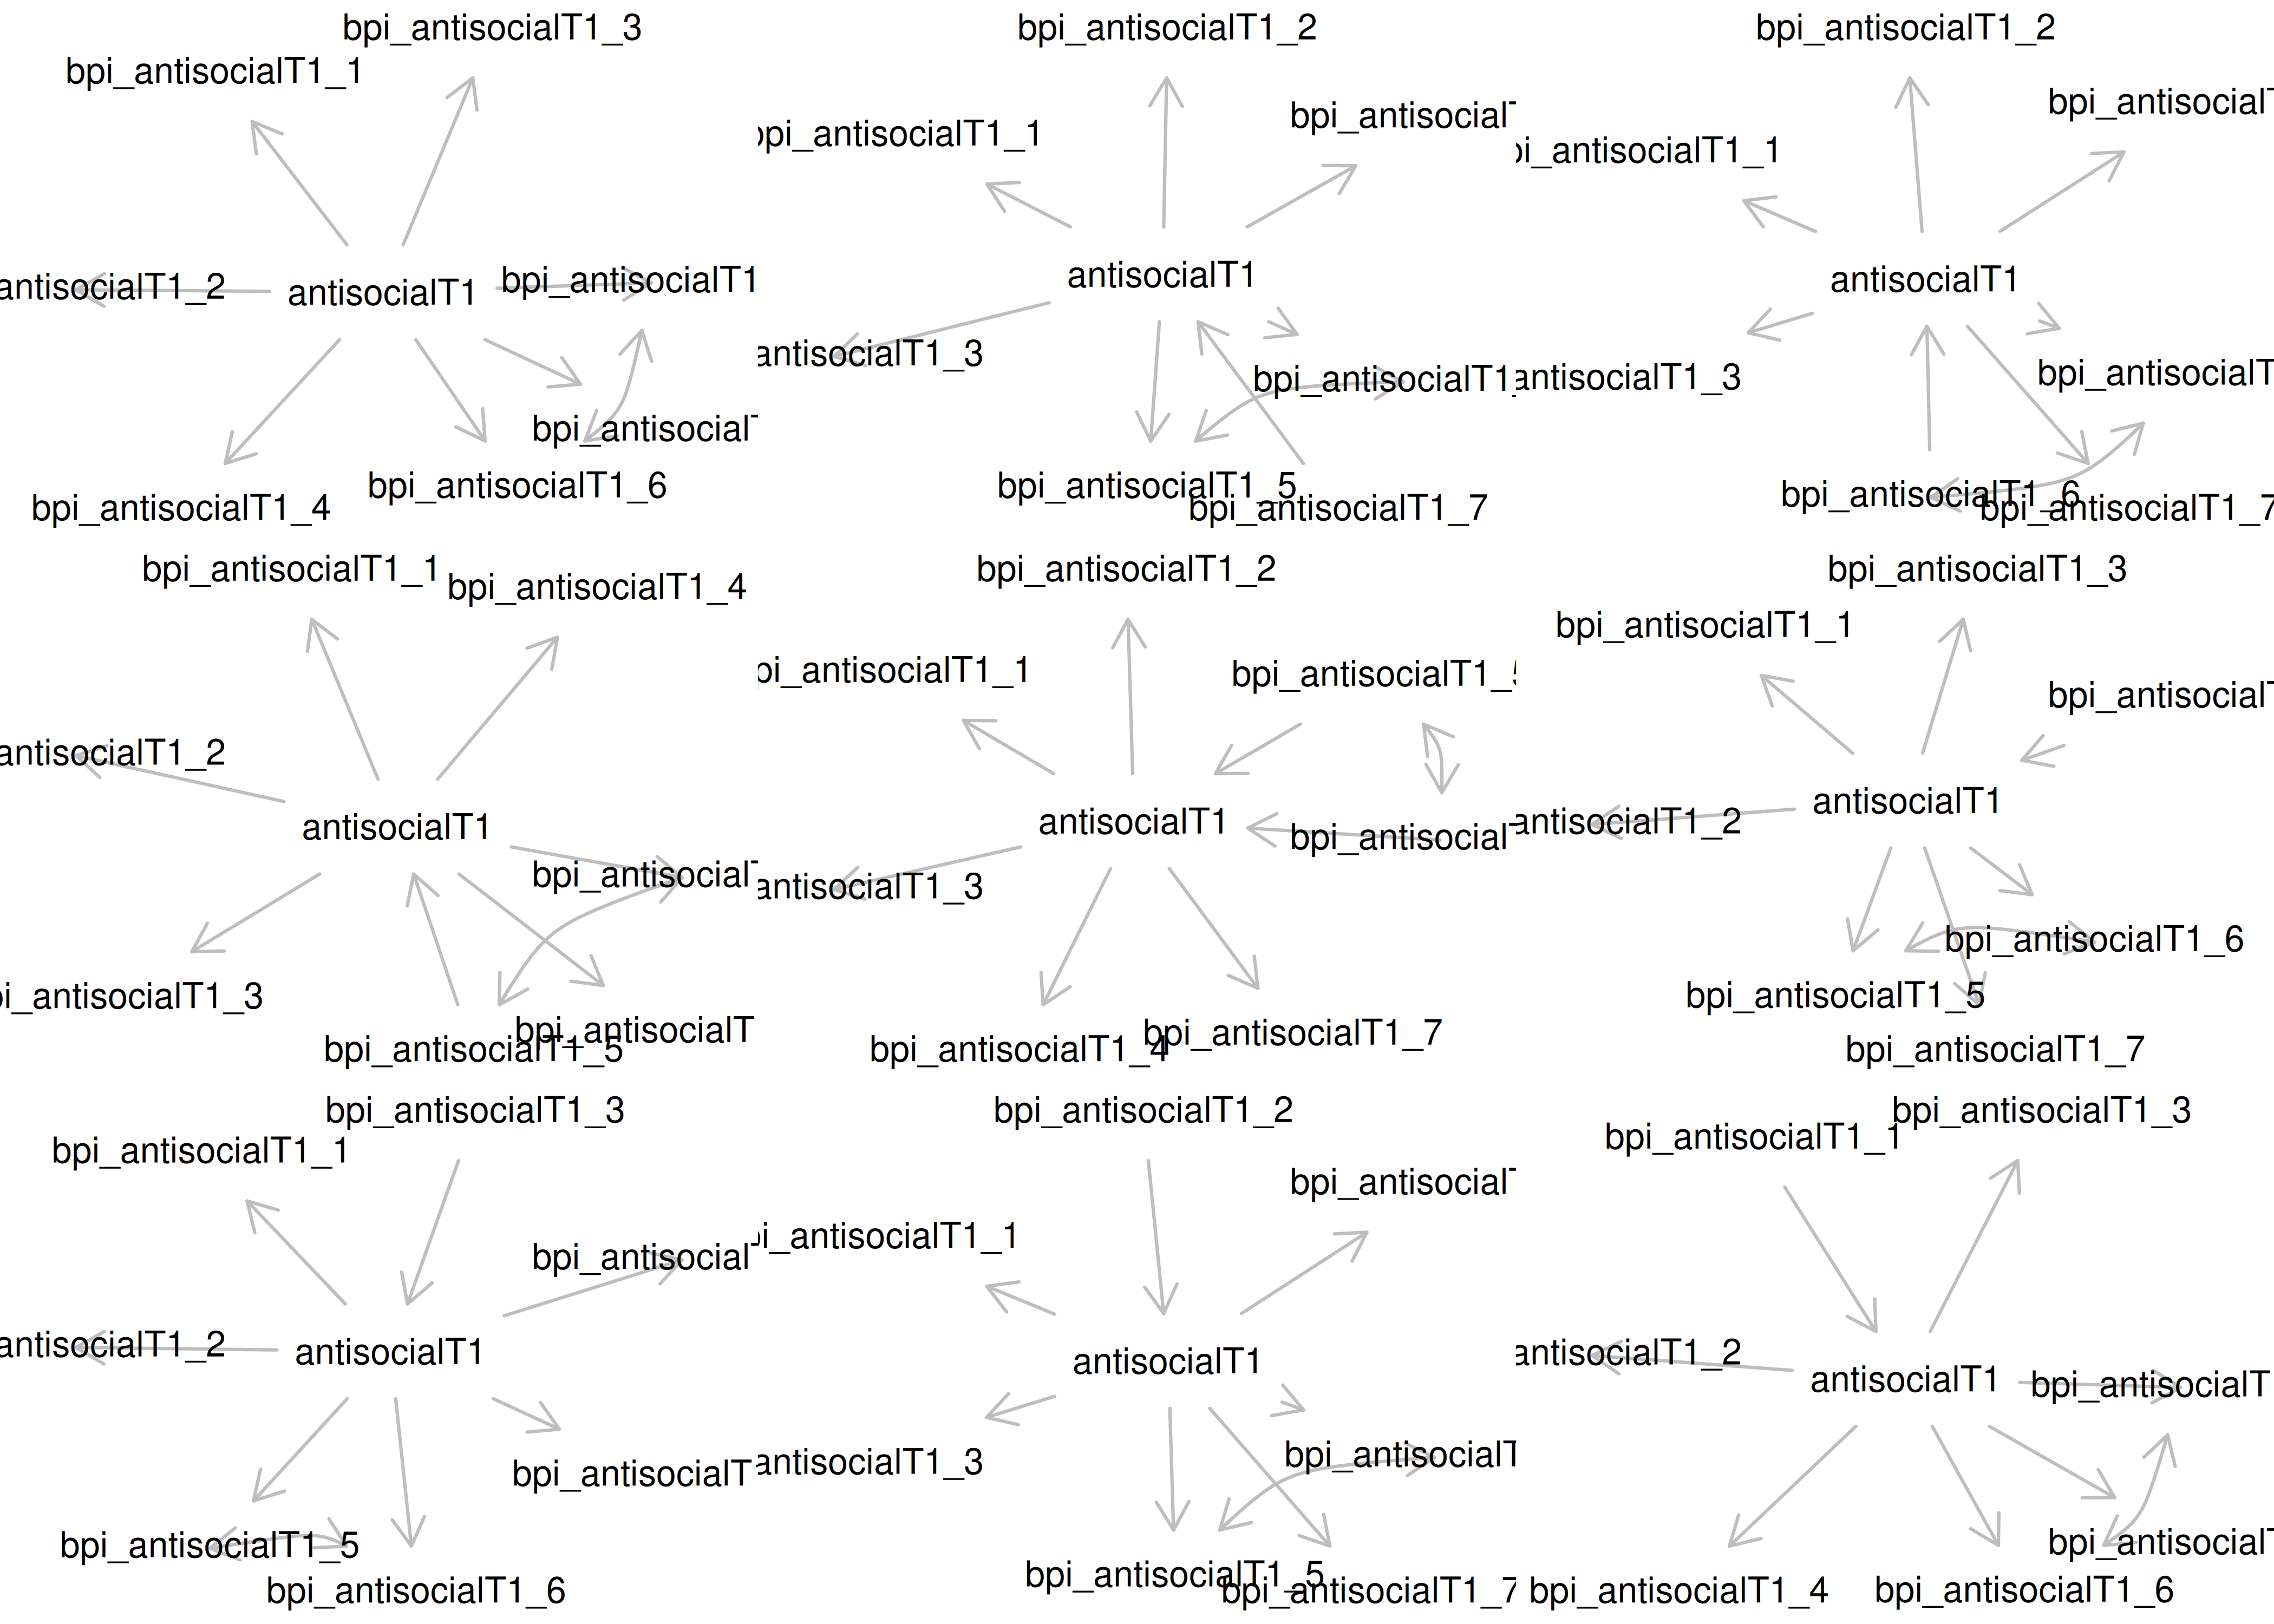 bpi_antisocialT1_3
bpi_antisocialT1_1
antisocialT1_2
antisocialT1
bpi_antisocialT1
bpi_antisocial
bpi_antisocialT1_6
bpi_antisocialT1_4
bpi_antisocialT1_2
bpi_antisocial
pi_antisocialT1_1
antisocialT1
antisocialT1_3
bpi_antisocialT1_
bpi_antisocialT1_5
bpi_antisocialT1_7
bpi_antisocialT1_2
bpi_antisocial
i_antisocialT1_1
antisocialT1
antisocialT1_3
bpi_antisocialT
bpi_antisocialT1_6
bpi_antisocialT1_7
bpi_antisocialT1_1
bpi_antisocialT1_4
antisocialT1_2
antisocialT1
bpi_antisocial
i_antisocialT1_3
bpi_antisocialT
bpi_antisocialT1_5
bpi_antisocialT1_2
pi_antisocialT1_1
bpi_antisocialT1_5
antisocialT1
bpi_antisocial
antisocialT1_3
bpi_antisocialT1_4
bpi_antisocialT1_7
bpi_antisocialT1_3
bpi_antisocialT1_1
bpi_antisocial
antisocialT1
antisocialT1_2
bpi_antisocialT1_6
bpi_antisocialT1_5
bpi_antisocialT1_7
bpi_antisocialT1_3
bpi_antisocialT1_1
bpi_antisocial
antisocialT1_2
antisocialT1
bpi_antisocialT
bpi_antisocialT1_5
bpi_antisocialT1_6
bpi_antisocialT1_2
bpi_antisocial
i_antisocialT1_1
antisocialT1
bpi_antisocialT
antisocialT1_3
bpi_antisocialT1_5
bpi_antisocialT1_7
bpi_antisocialT1_3
bpi_antisocialT1_1
antisocialT1_2
antisocialT1
bpi_antisocialT
bpi_antisocial
bpi_antisocialT1_4
bpi_antisocialT1_6